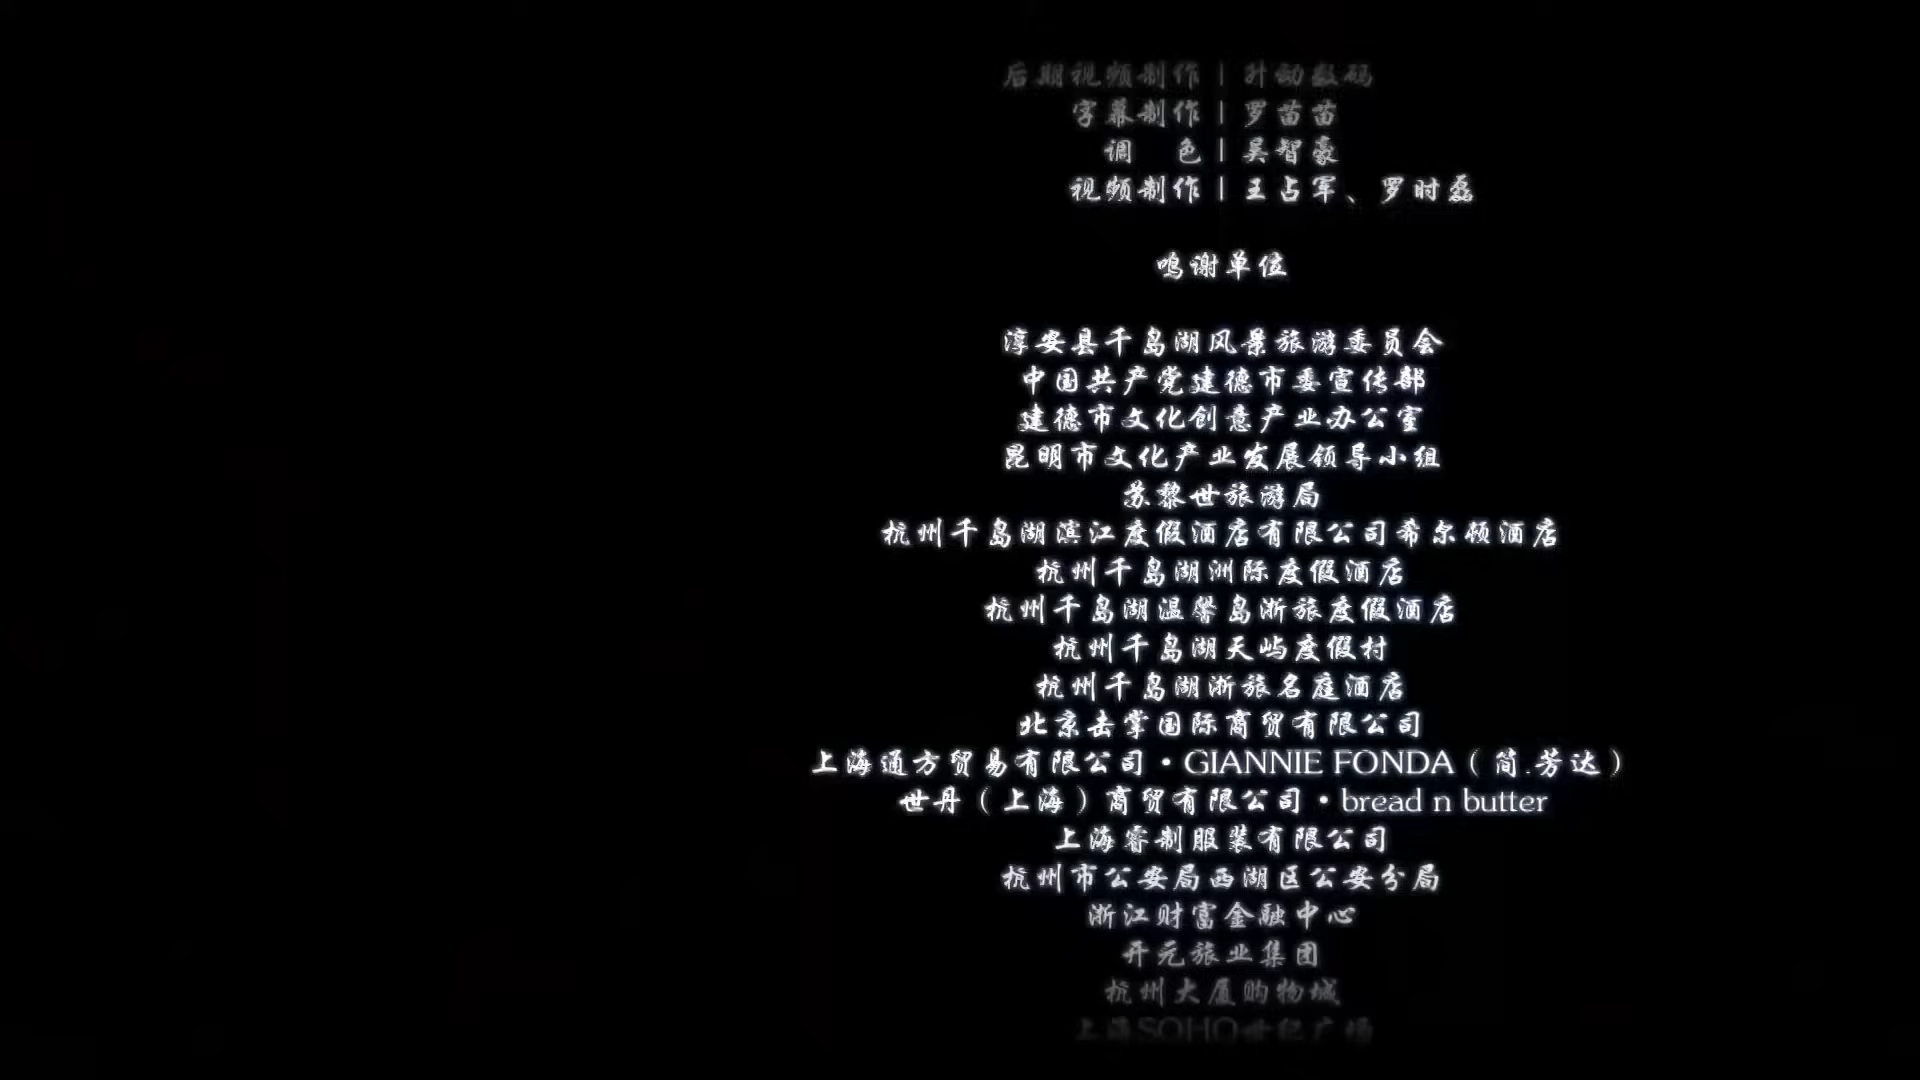 后期视频制作 | 升动数码
字幕制作 | 罗苗苗
调 色 | 吴智豪
视频制作 | 王占军、罗时磊
鸣谢单位
淳安县千岛湖风景旅游委员会
中国共产党建德市委宣传部
建德市文化创意产业办公室
昆明市文化产业发展领导小组
苏黎世旅游局
杭州千岛湖滨江度假酒店有限公司希尔顿酒店
杭州千岛湖洲际度假酒店
杭州千岛湖温馨岛浙旅度假酒店
杭州千岛湖天屿度假村
杭州千岛湖浙旅名庭酒店
北京击掌国际商贸有限公司
上海通方贸易有限公司·GIANNIE FONDA（简.芳达）
世丹（上海）商贸有限公司·bread n butter
上海睿制服装有限公司
杭州市公安局西湖区公安分局
浙江财富金融中心
开元旅业集团
杭州大厦购物城
上海SOHO世纪广场